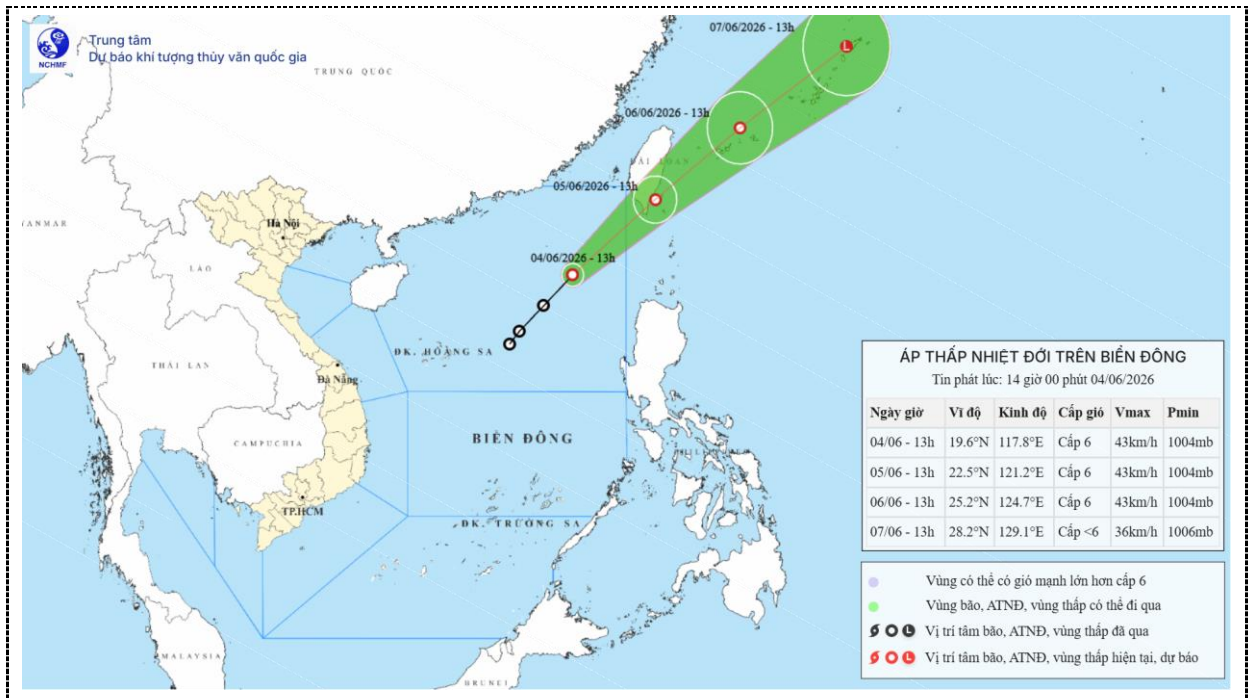 07/06/2026 - 13h
Trung tâm
Dự báo khí tượng thủy văn quốc gia
NCHMF
TRUNG QUỐC
06/06/2026 - 13h
ĐÀI LOAN
05/06/2026 - 13h
Hà Nội
04/06/2026 - 13h
LAO
ĐK. HOÀNG SA
THÁI LAN
Đà Nẵng
ÁP THẤP NHIỆT ĐỚI TRÊN BIỂN ĐÔNG
Tin phát lúc: 14 giờ 00 phút 04/06/2026
Ngày giờ Vĩ độ Kinh độ Cấp gió Vmax Pmin
04/06 - 13h 19.6°N 117.8°E Cấp 6 43km/h 1004mb
05/06 - 13h 22.5°N 121.2°E Cấp 6 43km/h 1004mb
06/06 - 13h 25.2°N 124.7°E Cấp 6 43km/h 1004mb
07/06 - 13h 28.2°N 129.1°E Cấp <6 36km/h 1006mb
CAMPUCHIA
BIỂN ĐÔNG
TP.HCM
ĐK. TRƯỜNG SA
Vùng có thể có gió mạnh lớn hơn cấp 6
Vùng bão, ATNĐ, vùng thấp có thể đi qua
Vị trí tâm bão, ATNĐ, vùng thấp đã qua
Vị trí tâm bão, ATNĐ, vùng thấp hiện tại, dự báo
MALAYSIA
BRUNEI